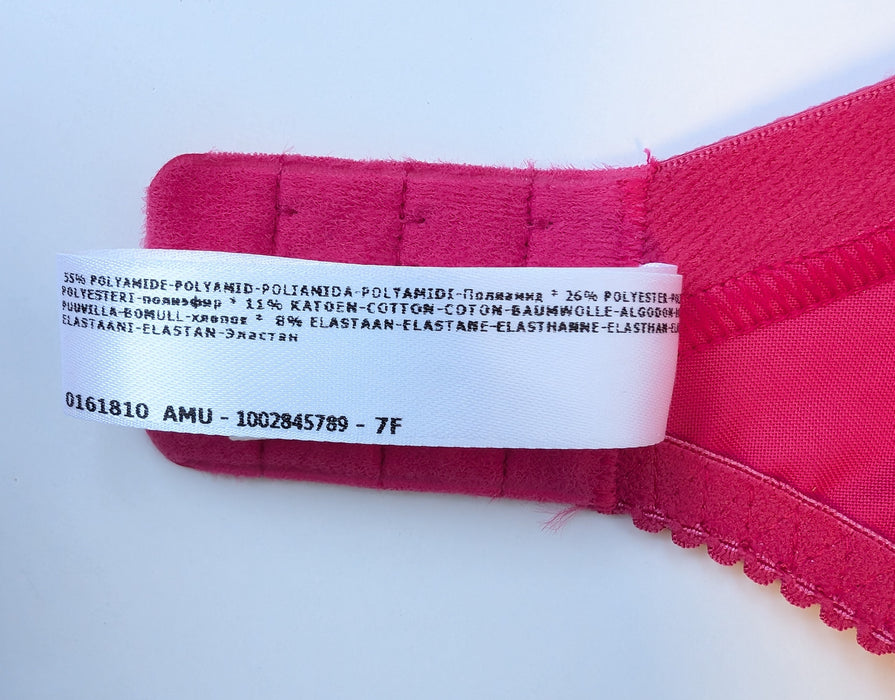 55% POLYAMIDE-POLYAMID-POLIAMIDA-POLYAMIDI-Полиамид * 26% POLYESTER-
POLYESTERI-полиэфир * 11% KATOEN-COTTON-COTON-BAUMWOLLE-ALGODON-
PUUVILLA-BOMULL-хлопок * 8% ELASTAAN-ELASTANE-ELASTHANNE-ELASTHAN-
ELASTAANI-ELASTAN-Эластан
0161810 AMU - 1002845789 - 7F